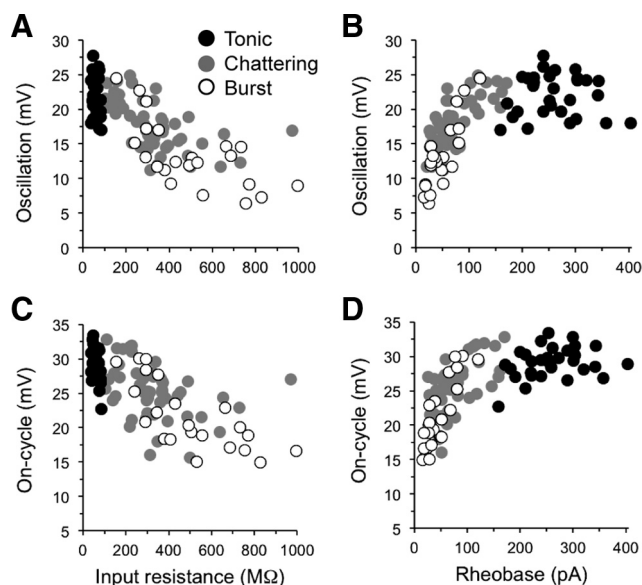 A
B
Tonic
Chattering
Burst
30
25
20
15
10
5
0
Oscillation (mV)
0 200 400 600 800 1000
30
25
20
15
10
5
0
Oscillation (mV)
0 100 200 300 400
C
D
35
30
25
20
15
10
5
On-cycle (mV)
0 200 400 600 800 1000
Input resistance (MΩ)
35
30
25
20
15
10
5
On-cycle (mV)
0 100 200 300 400
Rheobase (pA)